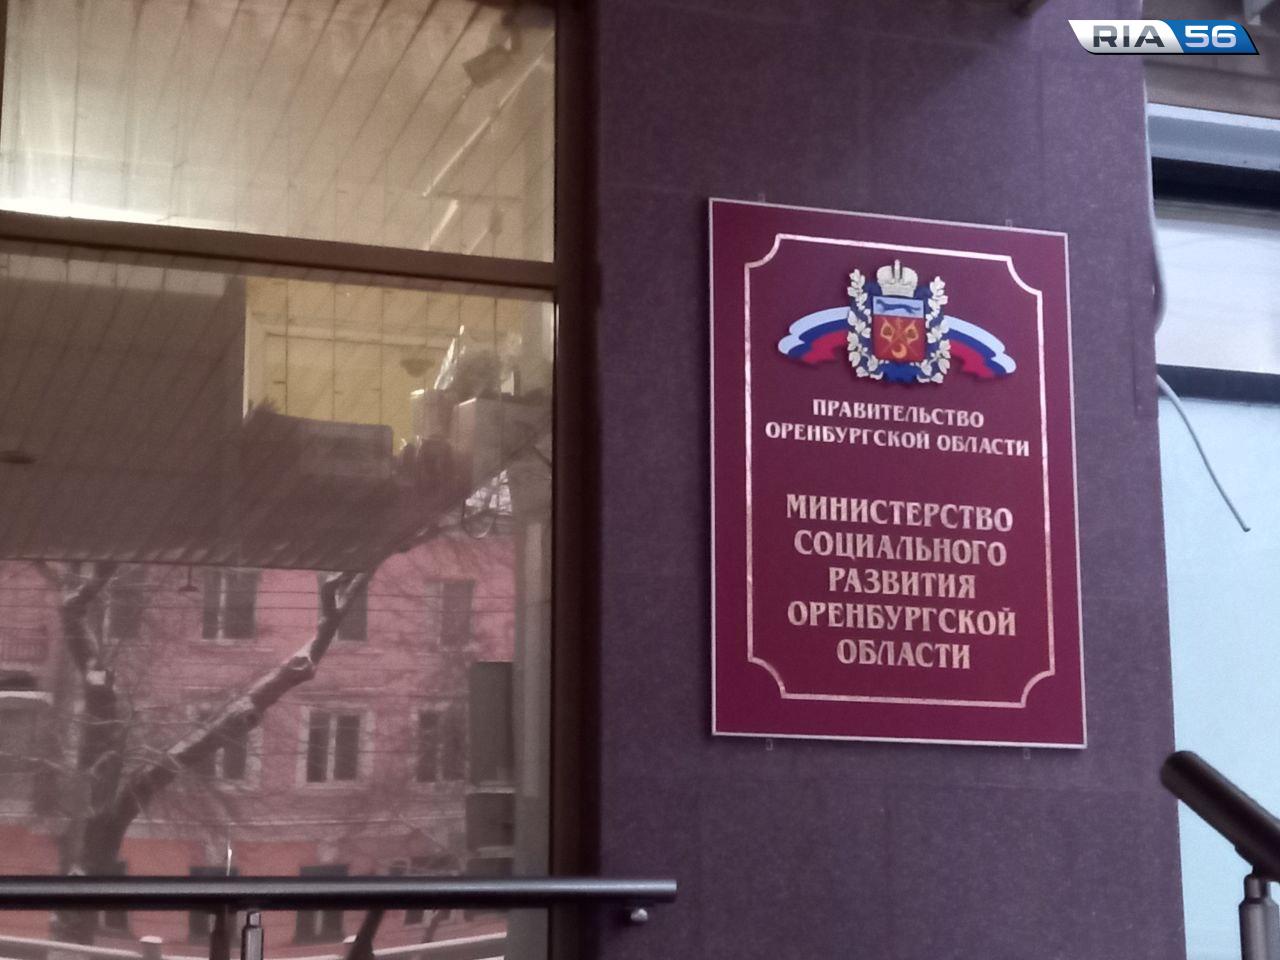 RIA 56
ПРАВИТЕЛЬСТВО
ОРЕНБУРГСКОЙ ОБЛАСТИ
МИНИСТЕРСТВО
СОЦИАЛЬНОГО
РАЗВИТИЯ
ОРЕНБУРГСКОЙ
ОБЛАСТИ